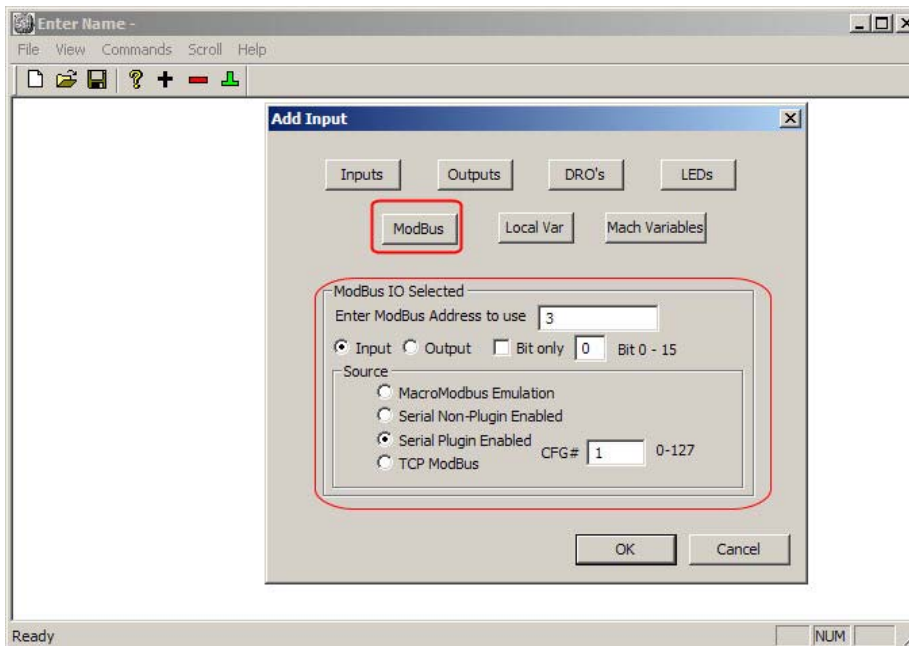 Enter Name -
File View Commands Scroll Help
Add Input
Inputs Outputs DRO's LEDs
ModBus Local Var Mach Variables
ModBus IO Selected
Enter ModBus Address to use 3
Input Output Bit only 0 Bit 0 - 15
Source
MacroModbus Emulation
Serial Non-Plugin Enabled
Serial Plugin Enabled CFG# 1 0-127
TCP ModBus
OK Cancel
Ready NUM